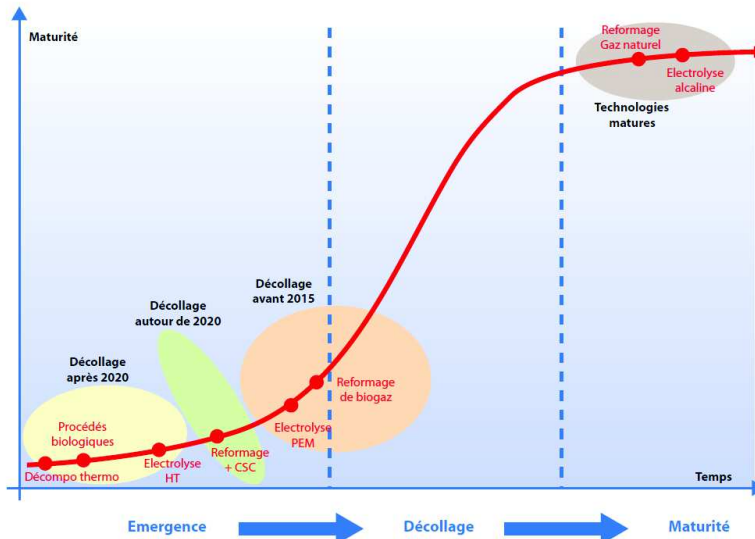 Maturité
Reformage
Gaz naturel
Electrolyse
alcaline
Technologies
matures
Décollage
avant 2015
Décollage
autour de 2020
Décollage
après 2020
Reformage
de biogaz
Procédés
biologiques
Electrolyse
PEM
Décompo thermo
Electrolyse
HT
Reformage
+ CSC
Temps
Emergence
Décollage
Maturité